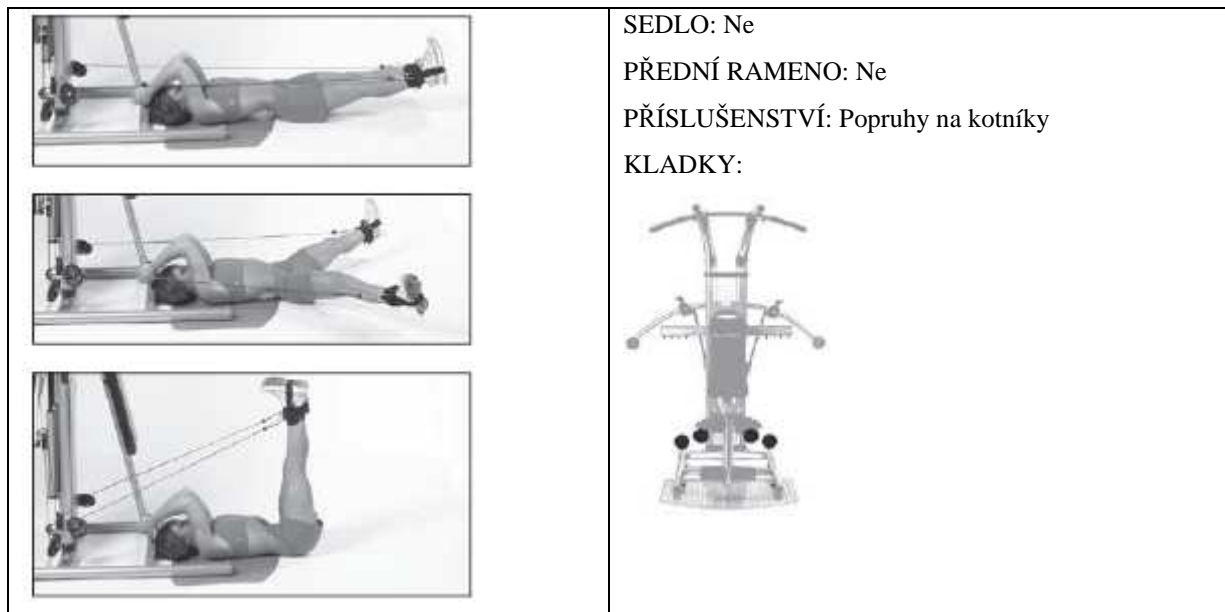 SEDLO: Ne
PŘEDNÍ RAMENO: Ne
PŘÍSLUŠENSTVÍ: Popruhy na kotníky
KLADKY: